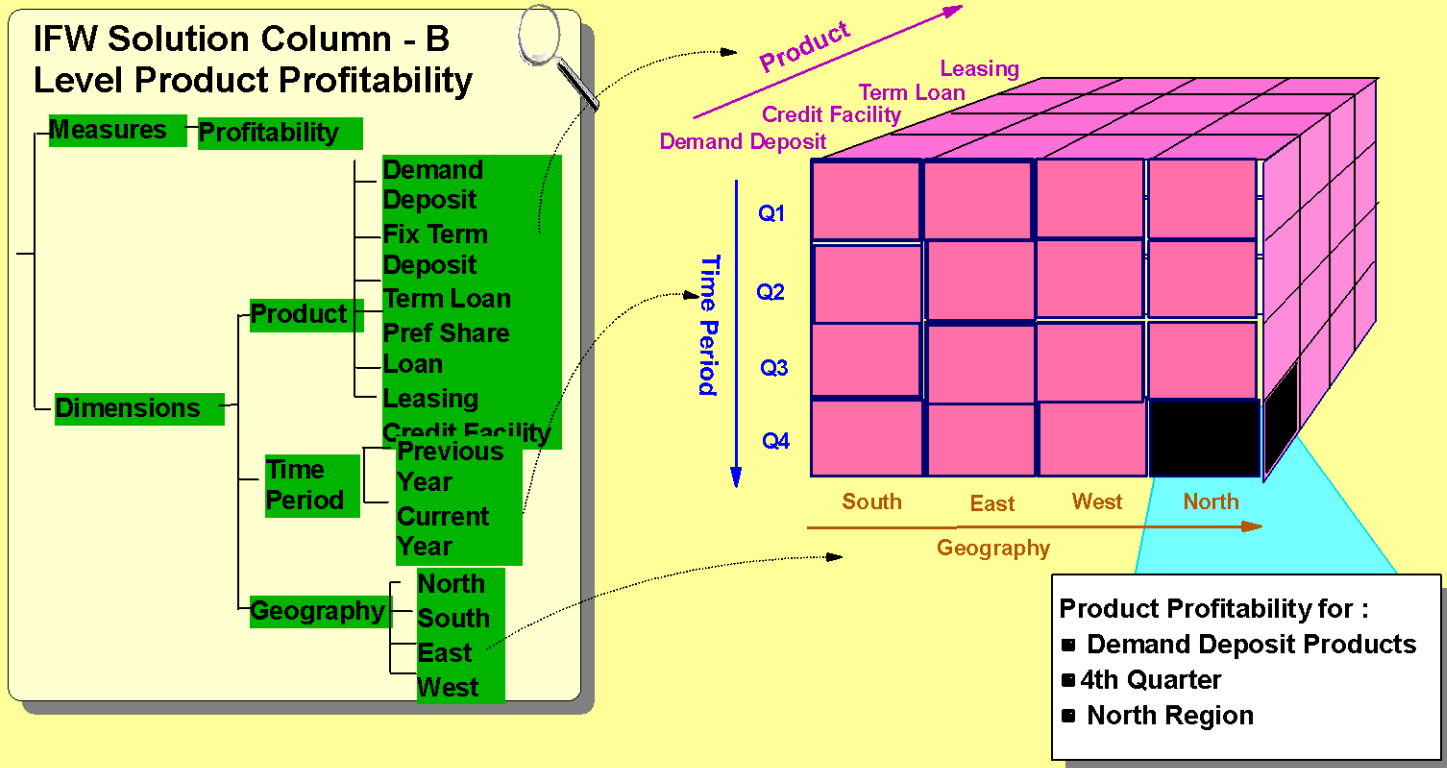 IFW Solution Column - B
Level Product Profitability
Measures
Profitability
Dimensions
Product
Demand
Deposit
Fix Term
Deposit
Term Loan
Pref Share
Loan
Leasing
Credit Facility
Time
Period
Previous
Year
Current
Year
Geography
North
South
East
West
Product
Leasing
Term Loan
Credit Facility
Demand Deposit
Time Period
Q1
Q2
Q3
Q4
South East West North
Geography
Product Profitability for :
■ Demand Deposit Products
■ 4th Quarter
■ North Region